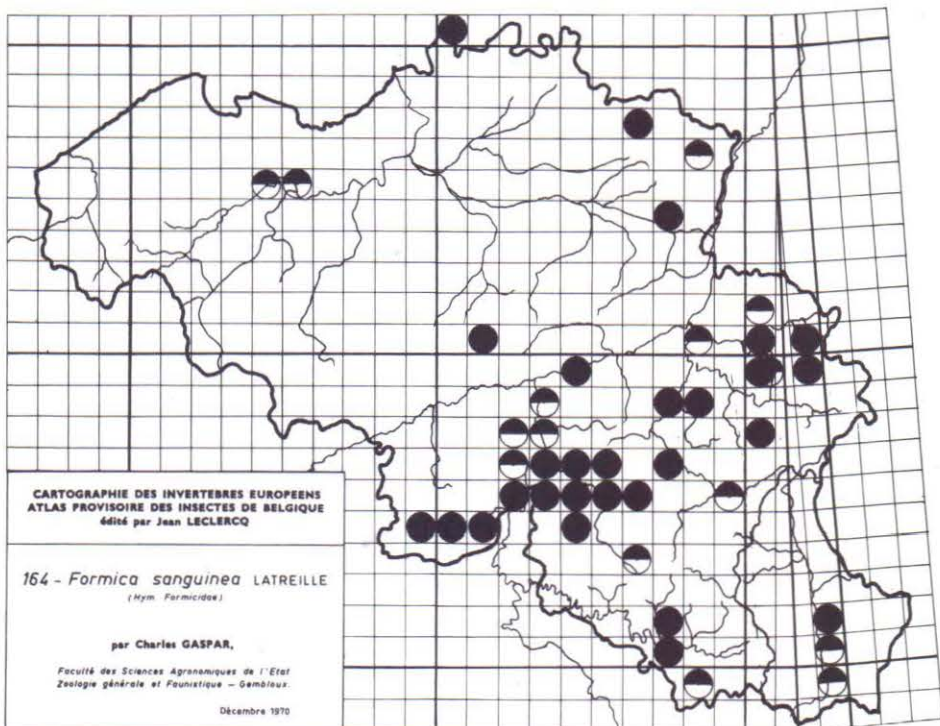 CARTOGRAPHIE DES INVERTEBRES EUROPEENS
ATLAS PROVISOIRE DES INSECTES DE BELGIQUE
édité par Jean LECLERCQ
164 - Formica sanguinea LATREILLE
(Hym. Formicidae)
par Charles GASPAR,
Faculté des Sciences Agronomiques de l'Etat
Zoologie générale et Faunistique - Gembloux.
Décembre 1970